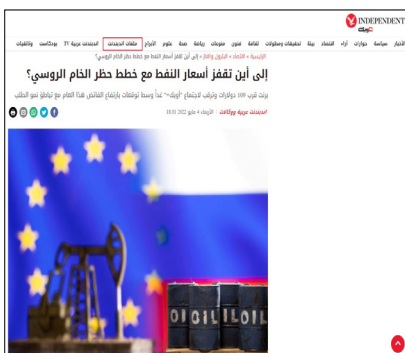 INDEPENDENT
عربية
الأخبار سياسة حوارات آراء اقتصاد بيئة تحقيقات ومطولات ثقافة فنون منوعات رياضة صحة علوم الأبراج ملفات اندبندنت اندبندنت عربية TV بودكاست وثائقيات
الرئيسية » اقتصاد » البترول والغاز » إلى أين تقفز أسعار النفط مع خطط حظر الخام الروسي؟
إلى أين تقفز أسعار النفط مع خطط حظر الخام الروسي؟
برنت قرب 109 دولارات وترقب لاجتماع "أوبك+" غداً وسط توقعات بارتفاع الفائض هذا العام مع تباطؤ نمو الطلب
اندبندنت عربية ووكالات الأربعاء 4 مايو 2022 18:01
OIL OIL OIL